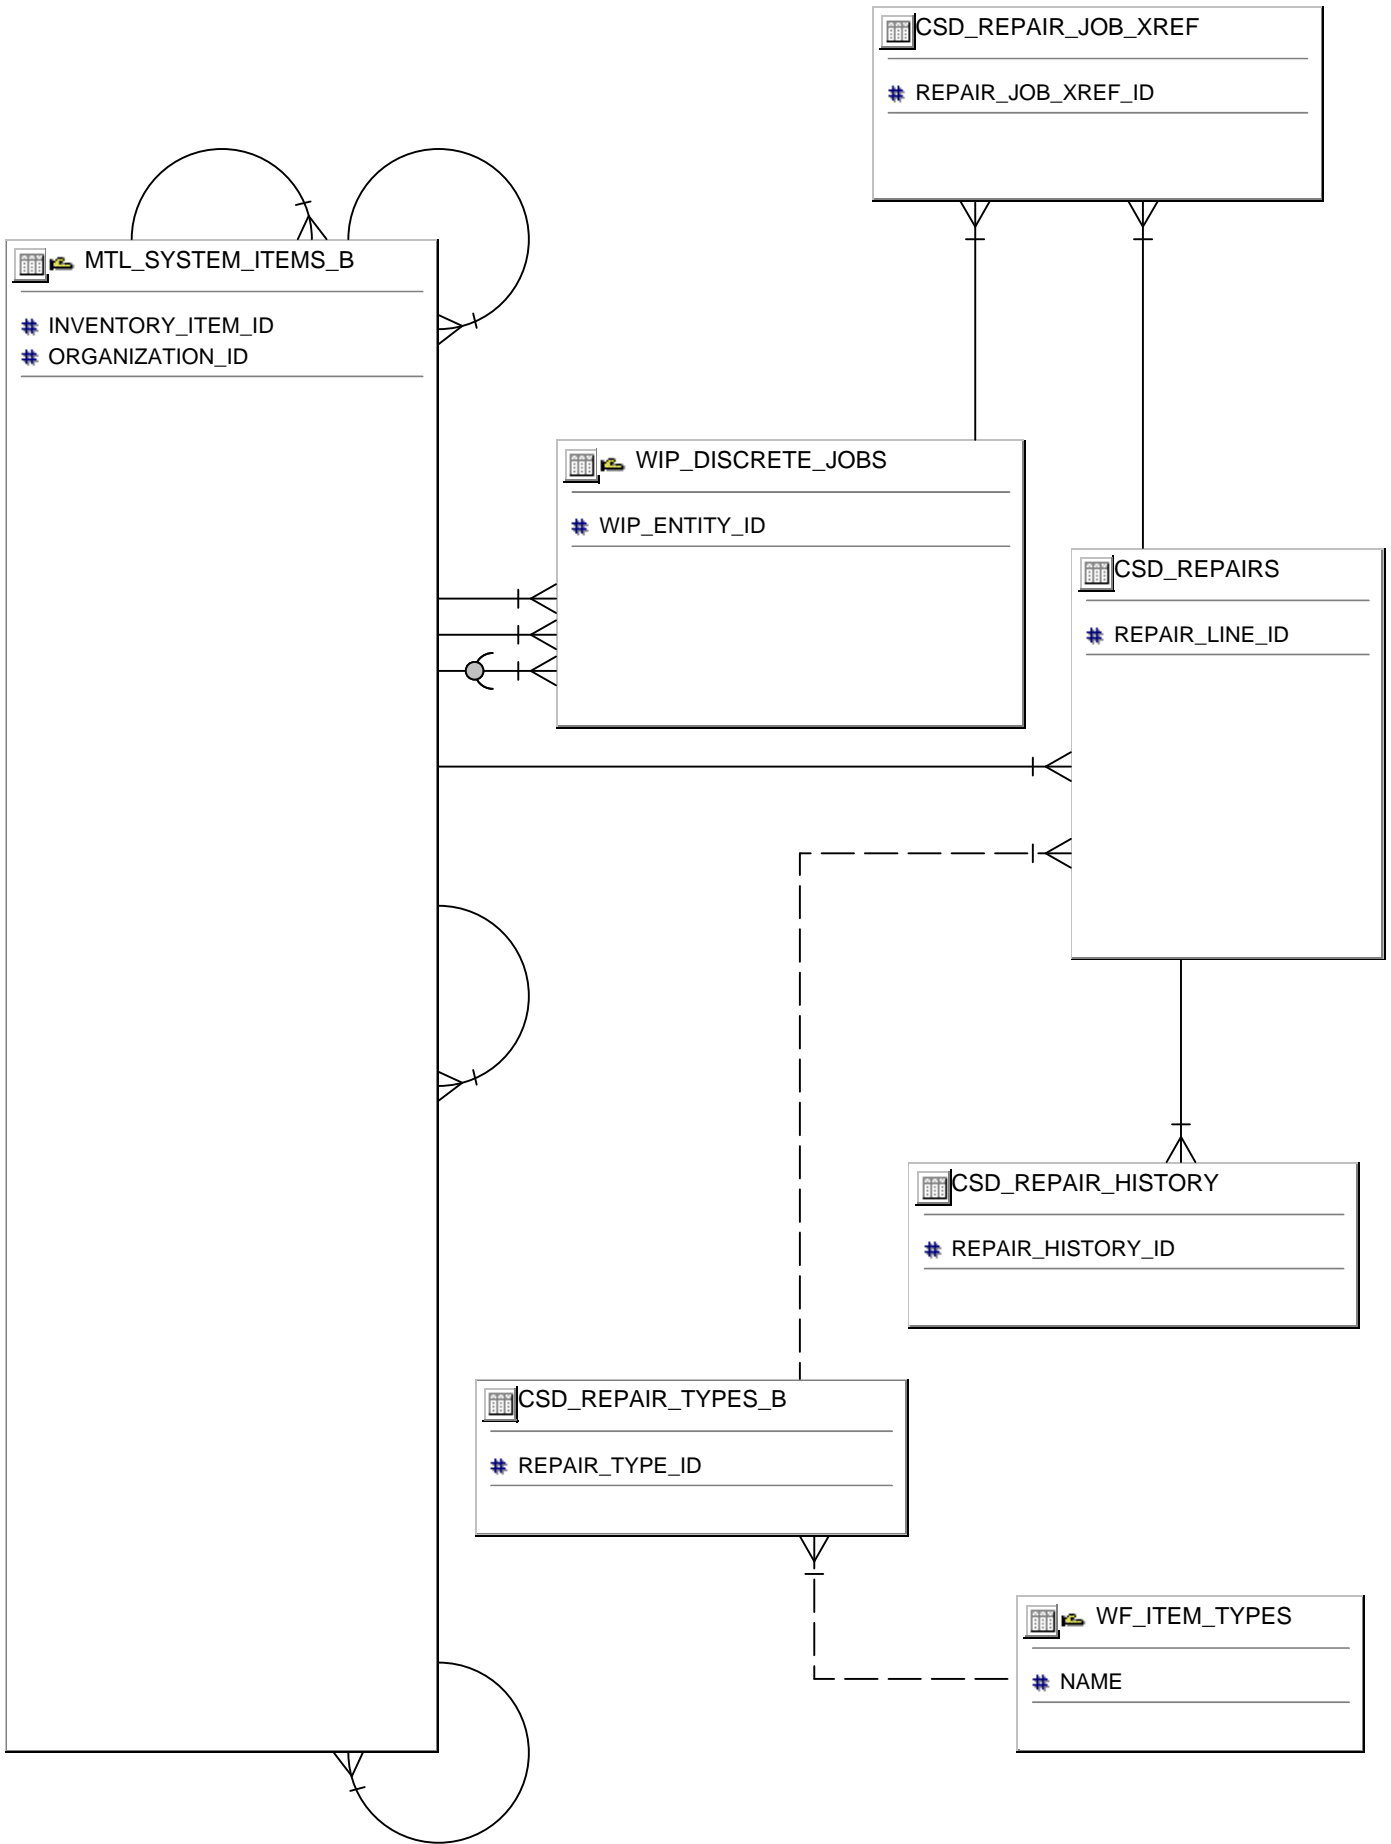 CSD_REPAIR_JOB_XREF
# REPAIR_JOB_XREF_ID
MTL_SYSTEM_ITEMS_B
# INVENTORY_ITEM_ID
# ORGANIZATION_ID
WIP_DISCRETE_JOBS
# WIP_ENTITY_ID
CSD_REPAIRS
# REPAIR_LINE_ID
CSD_REPAIR_HISTORY
# REPAIR_HISTORY_ID
CSD_REPAIR_TYPES_B
# REPAIR_TYPE_ID
WF_ITEM_TYPES
# NAME